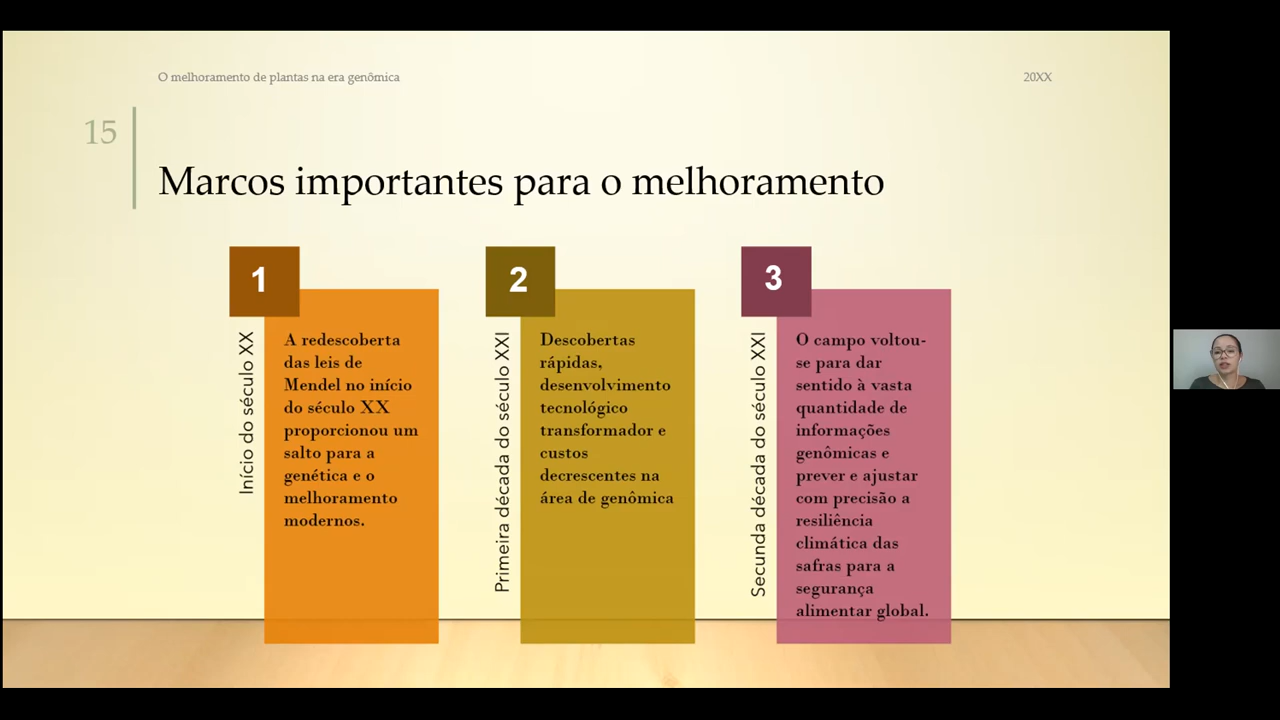 O melhoramento de plantas na era genômica
20XX
15
Marcos importantes para o melhoramento
1
Início do século XX
A redescoberta
das leis de
Mendel no início
do século XX
proporcionou um
salto para a
genética e o
melhoramento
modernos.
2
Primeira década do século XXI
Descobertas
rápidas,
desenvolvimento
tecnológico
transformador e
custos
decrescentes na
área de genômica
3
Secunda década do século XXI
O campo voltou-
se para dar
sentido à vasta
quantidade de
informações
genômicas e
prever e ajustar
com precisão a
resiliência
climática das
safras para a
segurança
alimentar global.